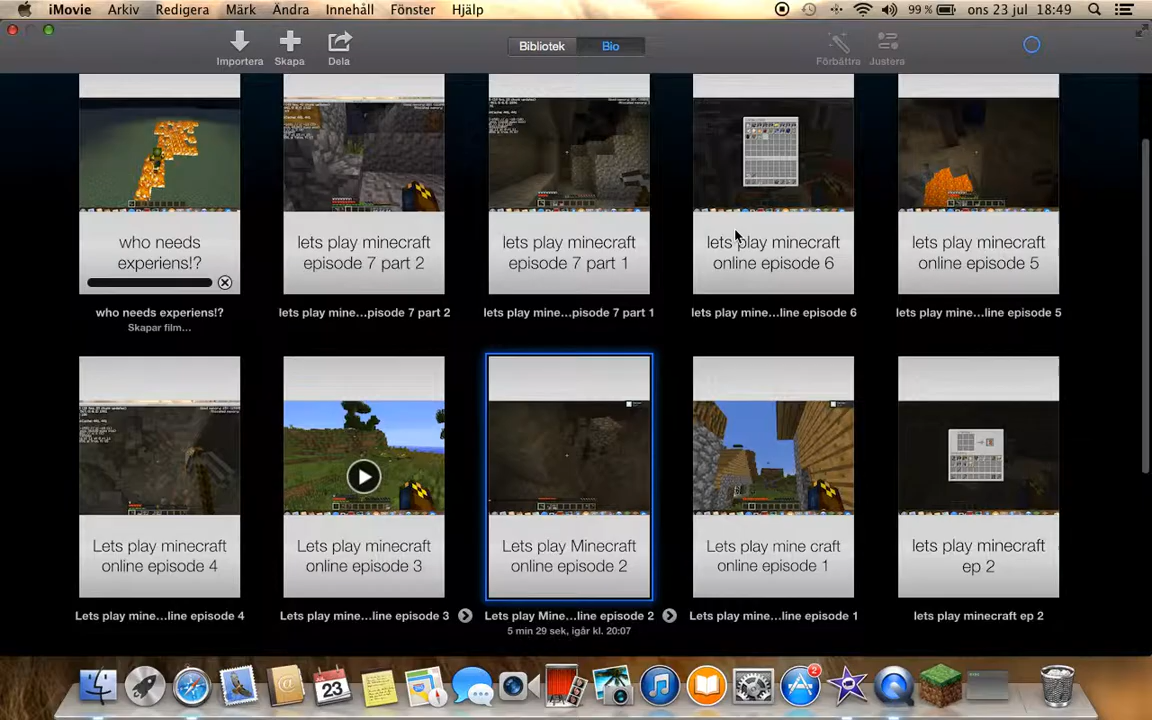 iMovie Arkiv Redigera Märk Ändra Innehåll Fönster Hjälp 99 % ons 23 jul 18:49
Importera Skapa Dela Bibliotek Bio Förbättra Justera
who needs
experiens!?
lets play minecraft
episode 7 part 2
lets play minecraft
episode 7 part 1
lets play minecraft
online episode 6
lets play minecraft
online episode 5
who needs experiens!?
Skapar film...
lets play mine...pisode 7 part 2
lets play mine...pisode 7 part 1
lets play mine...line episode 6
lets play mine...line episode 5
Lets play minecraft
online episode 4
Lets play minecraft
online episode 3
Lets play Minecraft
online episode 2
Lets play mine craft
online episode 1
lets play minecraft
ep 2
Lets play mine...line episode 4
Lets play mine...line episode 3
Lets play Mine...line episode 2
5 min 29 sek, igår kl. 20:07
Lets play mine...line episode 1
lets play minecraft ep 2
23
2